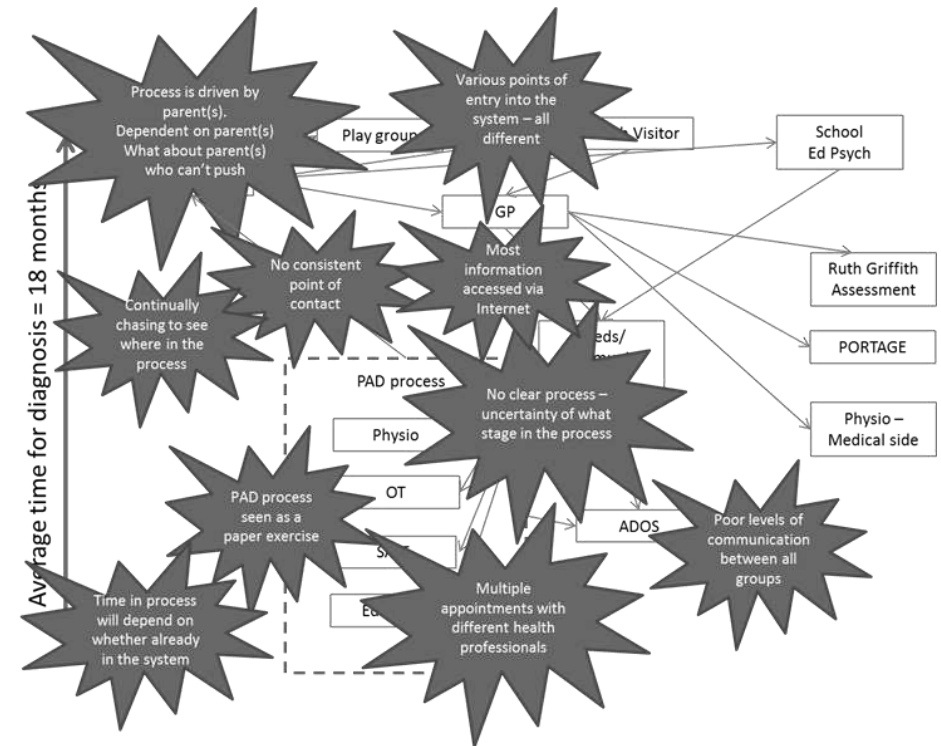 Process is driven by
parent(s).
Dependent on parent(s)
What about parent(s)
who can't push
Various points of
entry into the
system – all
different
Play group
Visitor
School
Ed Psych
GP
Average time for diagnosis = 18 months
No consistent
point of
contact
Most
information
accessed via
Internet
Ruth Griffith
Assessment
Continually
chasing to see
where in the
process
PORTAGE
PAD process
No clear process –
uncertainty of what
stage in the process
Physio
Physio –
Medical side
PAD process
seen as a
paper exercise
OT
ADOS
Poor levels of
communication
between all
groups
Time in process
will depend on
whether already
in the system
Multiple
appointments with
different health
professionals